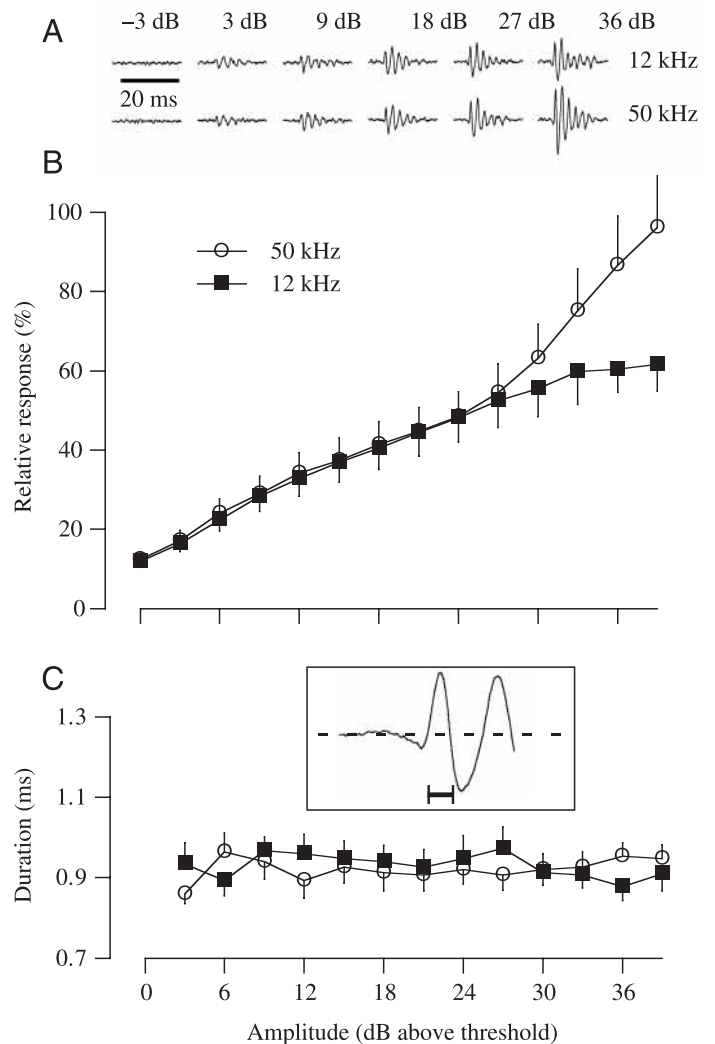 A
−3 dB 3 dB 9 dB 18 dB 27 dB 36 dB
12 kHz
20 ms
50 kHz
B
100
80
60
40
20
0
Relative response (%)
50 kHz
12 kHz
C
1.3
1.1
0.9
0.7
Duration (ms)
0 6 12 18 24 30 36
Amplitude (dB above threshold)